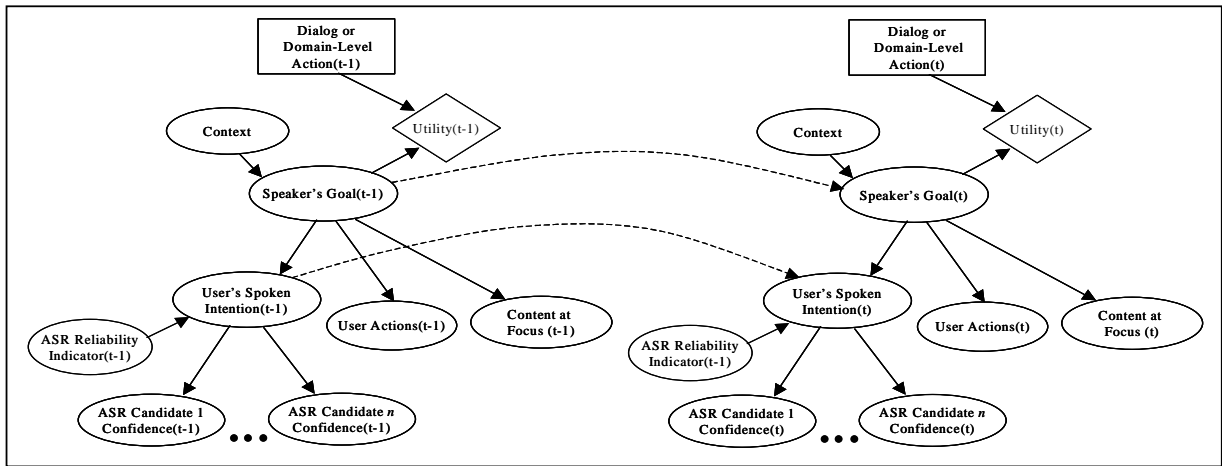 Dialog or
Domain-Level
Action(t-1)
Utility(t-1)
Context
Speaker's Goal(t-1)
User's Spoken
Intention(t-1)
User Actions(t-1)
Content at
Focus (t-1)
ASR Reliability
Indicator(t-1)
ASR Candidate 1
Confidence(t-1)
ASR Candidate n
Confidence(t-1)
Dialog or
Domain-Level
Action(t)
Utility(t)
Context
Speaker's Goal(t)
User's Spoken
Intention(t)
User Actions(t)
Content at
Focus (t)
ASR Reliability
Indicator(t-1)
ASR Candidate 1
Confidence(t)
ASR Candidate n
Confidence(t)